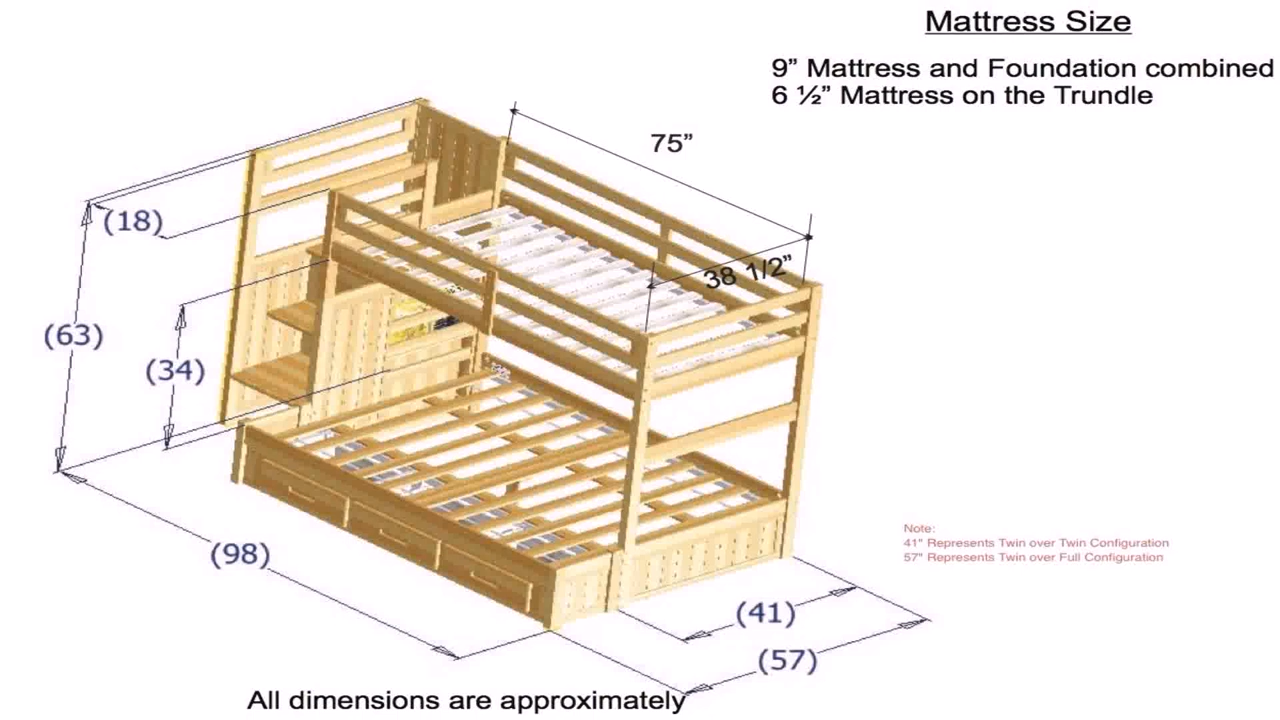 Mattress Size
9” Mattress and Foundation combined
6 ½” Mattress on the Trundle
75”
(18)
38 1/2”
(63)
(34)
Note:
41" Represents Twin over Twin Configuration
57" Represents Twin over Full Configuration
(98)
(41)
(57)
All dimensions are approximately